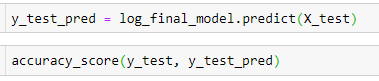 y_test_pred = log_final_model.predict(X_test)
accuracy_score(y_test, y_test_pred)